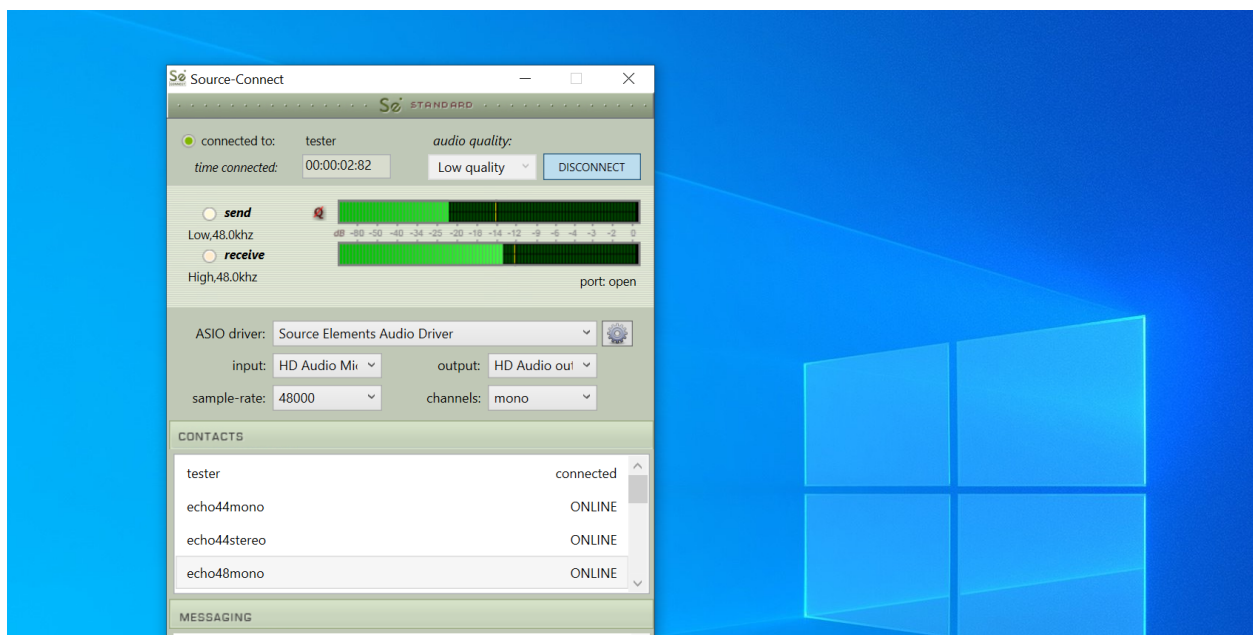 Se Source-Connect
Se STANDARD
connected to: tester audio quality:
time connected: 00:00:02:82 Low quality DISCONNECT
send Q
Low,48.0khz dB -80 -50 -40 -34 -25 -20 -18 -14 -12 -9 -6 -4 -3 -2 0
receive
High,48.0khz port: open
ASIO driver: Source Elements Audio Driver
input: HD Audio Mi output: HD Audio out
sample-rate: 48000 channels: mono
CONTACTS
tester connected
echo44mono ONLINE
echo44stereo ONLINE
echo48mono ONLINE
MESSAGING